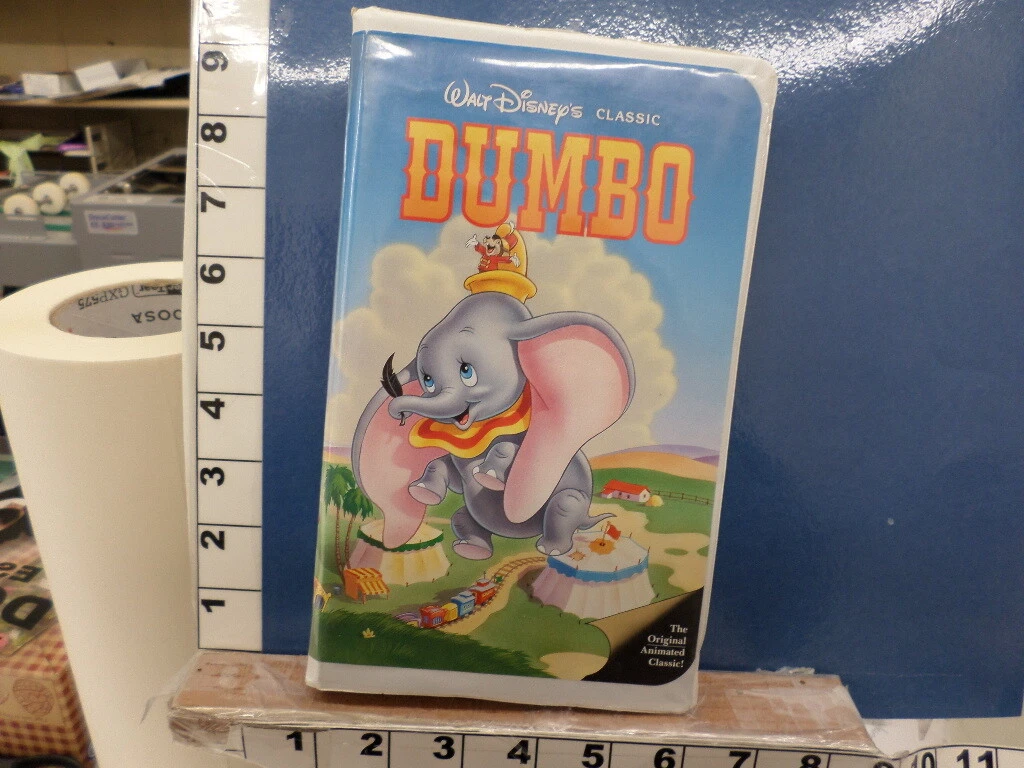 WALT DISNEY'S CLASSIC
DUMBO
The
Original
Animated
Classic!
9
8
7
6
5
4
3
2
1
1 2 3 4 5 6 7 8 9 10 11
GXP575